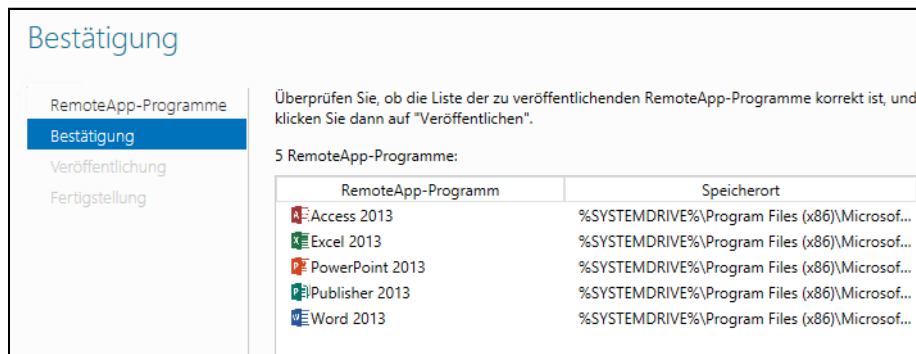 Bestätigung
RemoteApp-Programme
Bestätigung
Veröffentlichung
Fertigstellung
Überprüfen Sie, ob die Liste der zu veröffentlichenden RemoteApp-Programme korrekt ist, und
klicken Sie dann auf "Veröffentlichen".
5 RemoteApp-Programme:
RemoteApp-Programm Speicherort
Access 2013 %SYSTEMDRIVE%\Program Files (x86)\Microsof...
Excel 2013 %SYSTEMDRIVE%\Program Files (x86)\Microsof...
PowerPoint 2013 %SYSTEMDRIVE%\Program Files (x86)\Microsof...
Publisher 2013 %SYSTEMDRIVE%\Program Files (x86)\Microsof...
Word 2013 %SYSTEMDRIVE%\Program Files (x86)\Microsof...